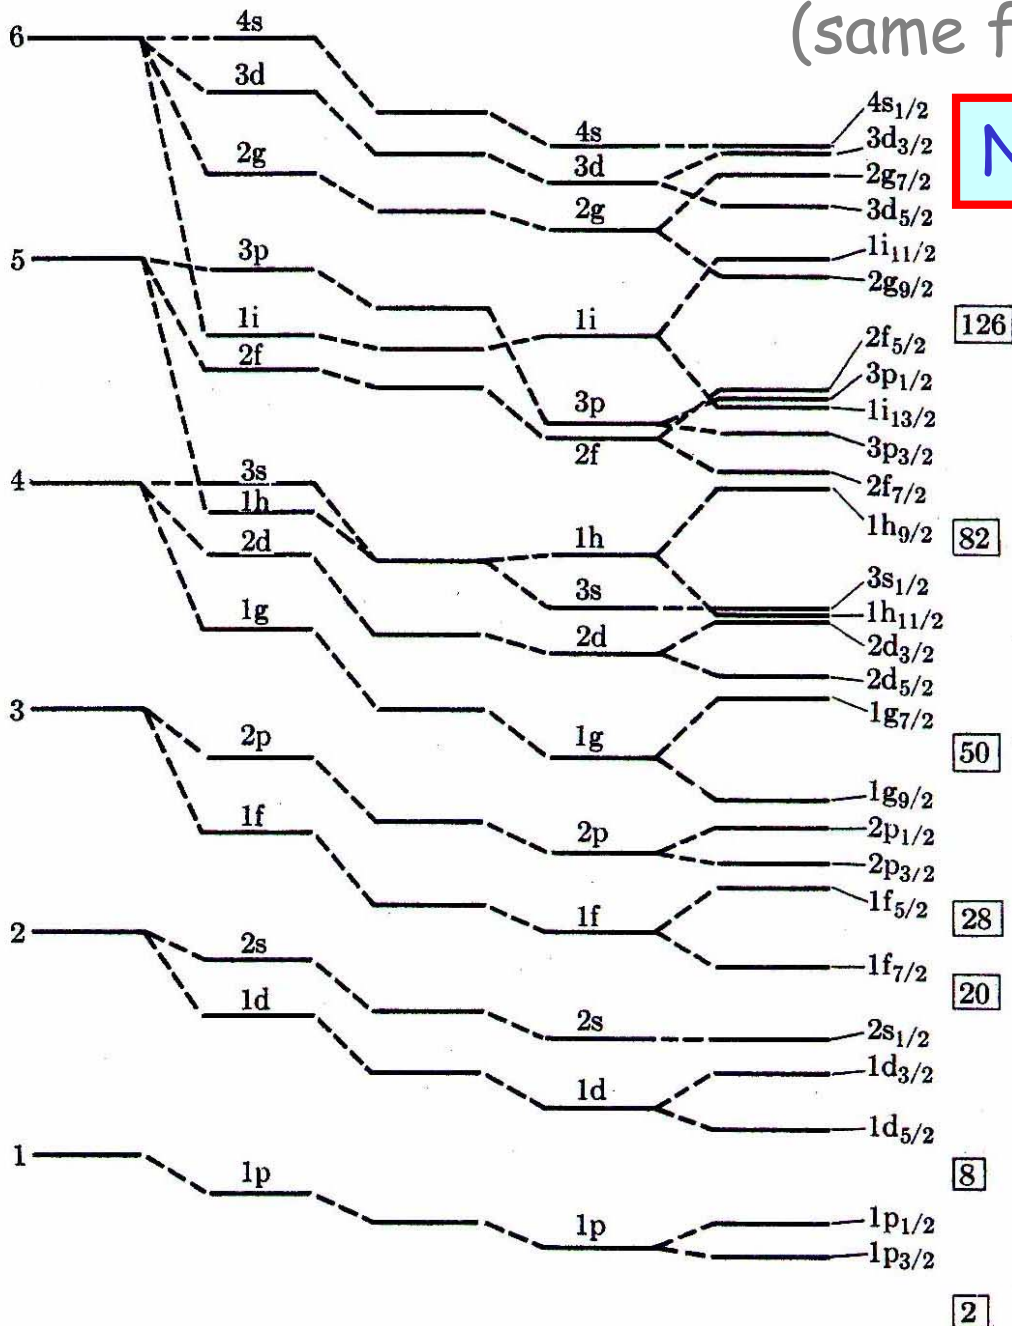 (same f
N
6
4s
3d
2g
5
3p
1i
2f
4
3s
1h
2d
1g
3
2p
1f
2
2s
1d
1
1p
4s
3d
2g
1i
3p
2f
1h
3s
2d
1g
2p
1f
2s
1d
1p
4s1/2
3d3/2
2g7/2
3d5/2
1i11/2
2g9/2
126
2f5/2
3p1/2
1i13/2
3p3/2
2f7/2
1h9/2
82
3s1/2
1h11/2
2d3/2
2d5/2
1g7/2
50
1g9/2
2p1/2
2p3/2
1f5/2
28
1f7/2
20
2s1/2
1d3/2
1d5/2
8
1p1/2
1p3/2
2